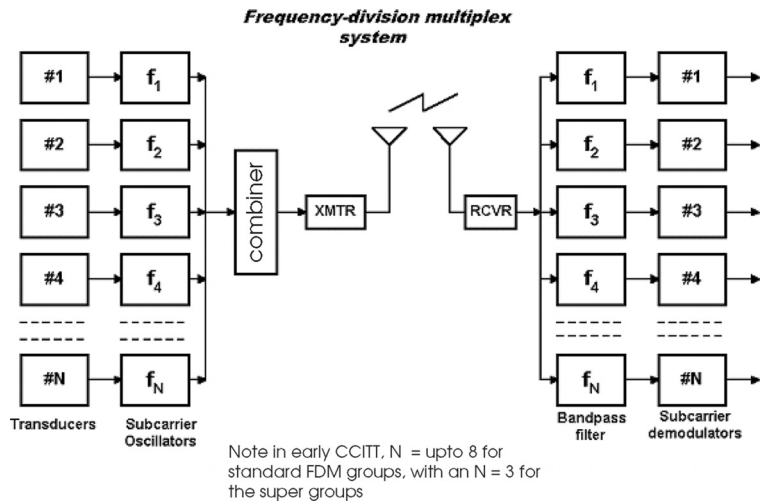 Frequency-division multiplex
system
#1
f1
#2
f2
#3
f3
#4
f4
#N
fN
Transducers
Subcarrier
Oscillators
combiner
XMTR
RCVR
f1
#1
f2
#2
f3
#3
f4
#4
fN
#N
Bandpass
filter
Subcarrier
demodulators
Note in early CCITT, N = upto 8 for
standard FDM groups, with an N = 3 for
the super groups